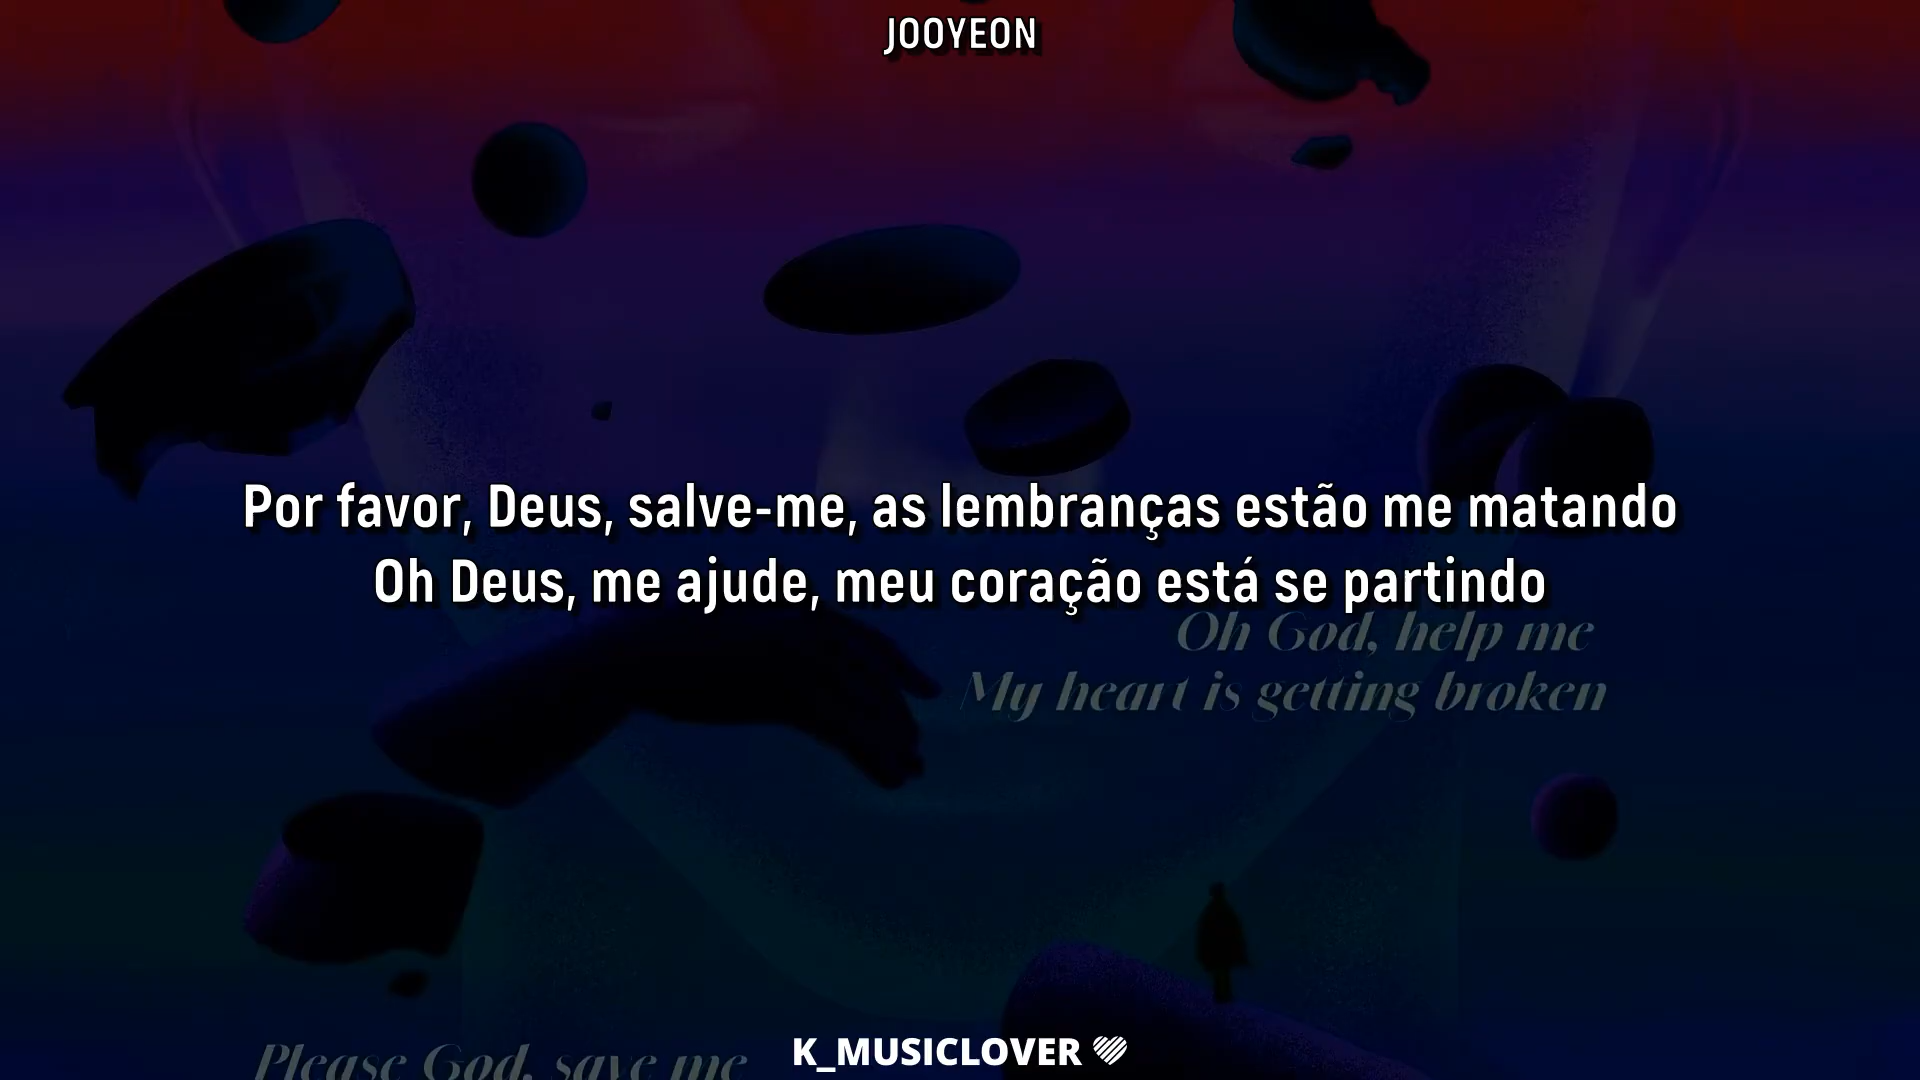 JOOYEON
Por favor, Deus, salve-me, as lembranças estão me matando
Oh Deus, me ajude, meu coração está se partindo
Oh God, help me
My heart is getting broken
Please God, save me
K_MUSICLOVER